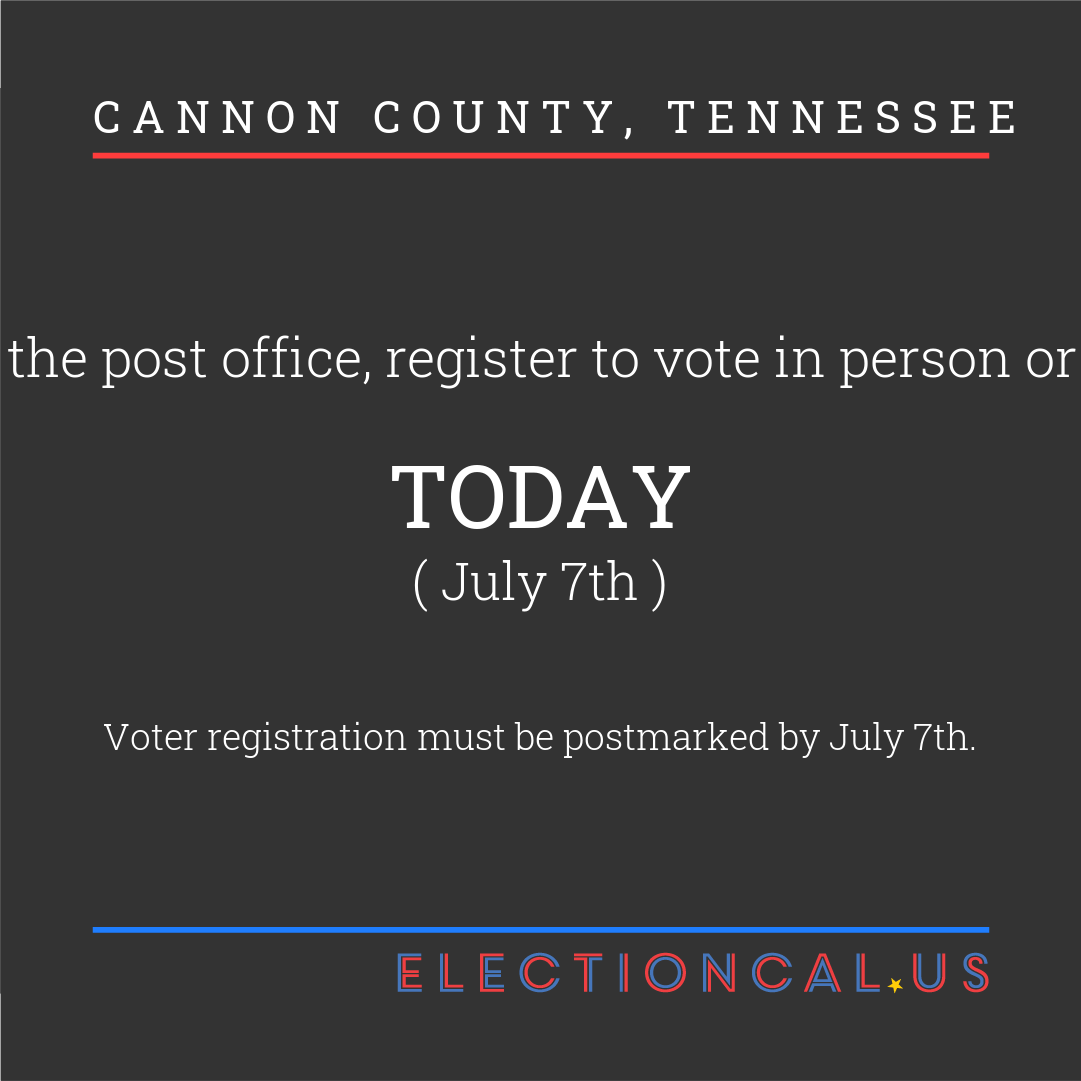 CANNON COUNTY, TENNESSEE
the post office, register to vote in person or
TODAY
( July 7th )
Voter registration must be postmarked by July 7th.
ELECTIONCAL.US